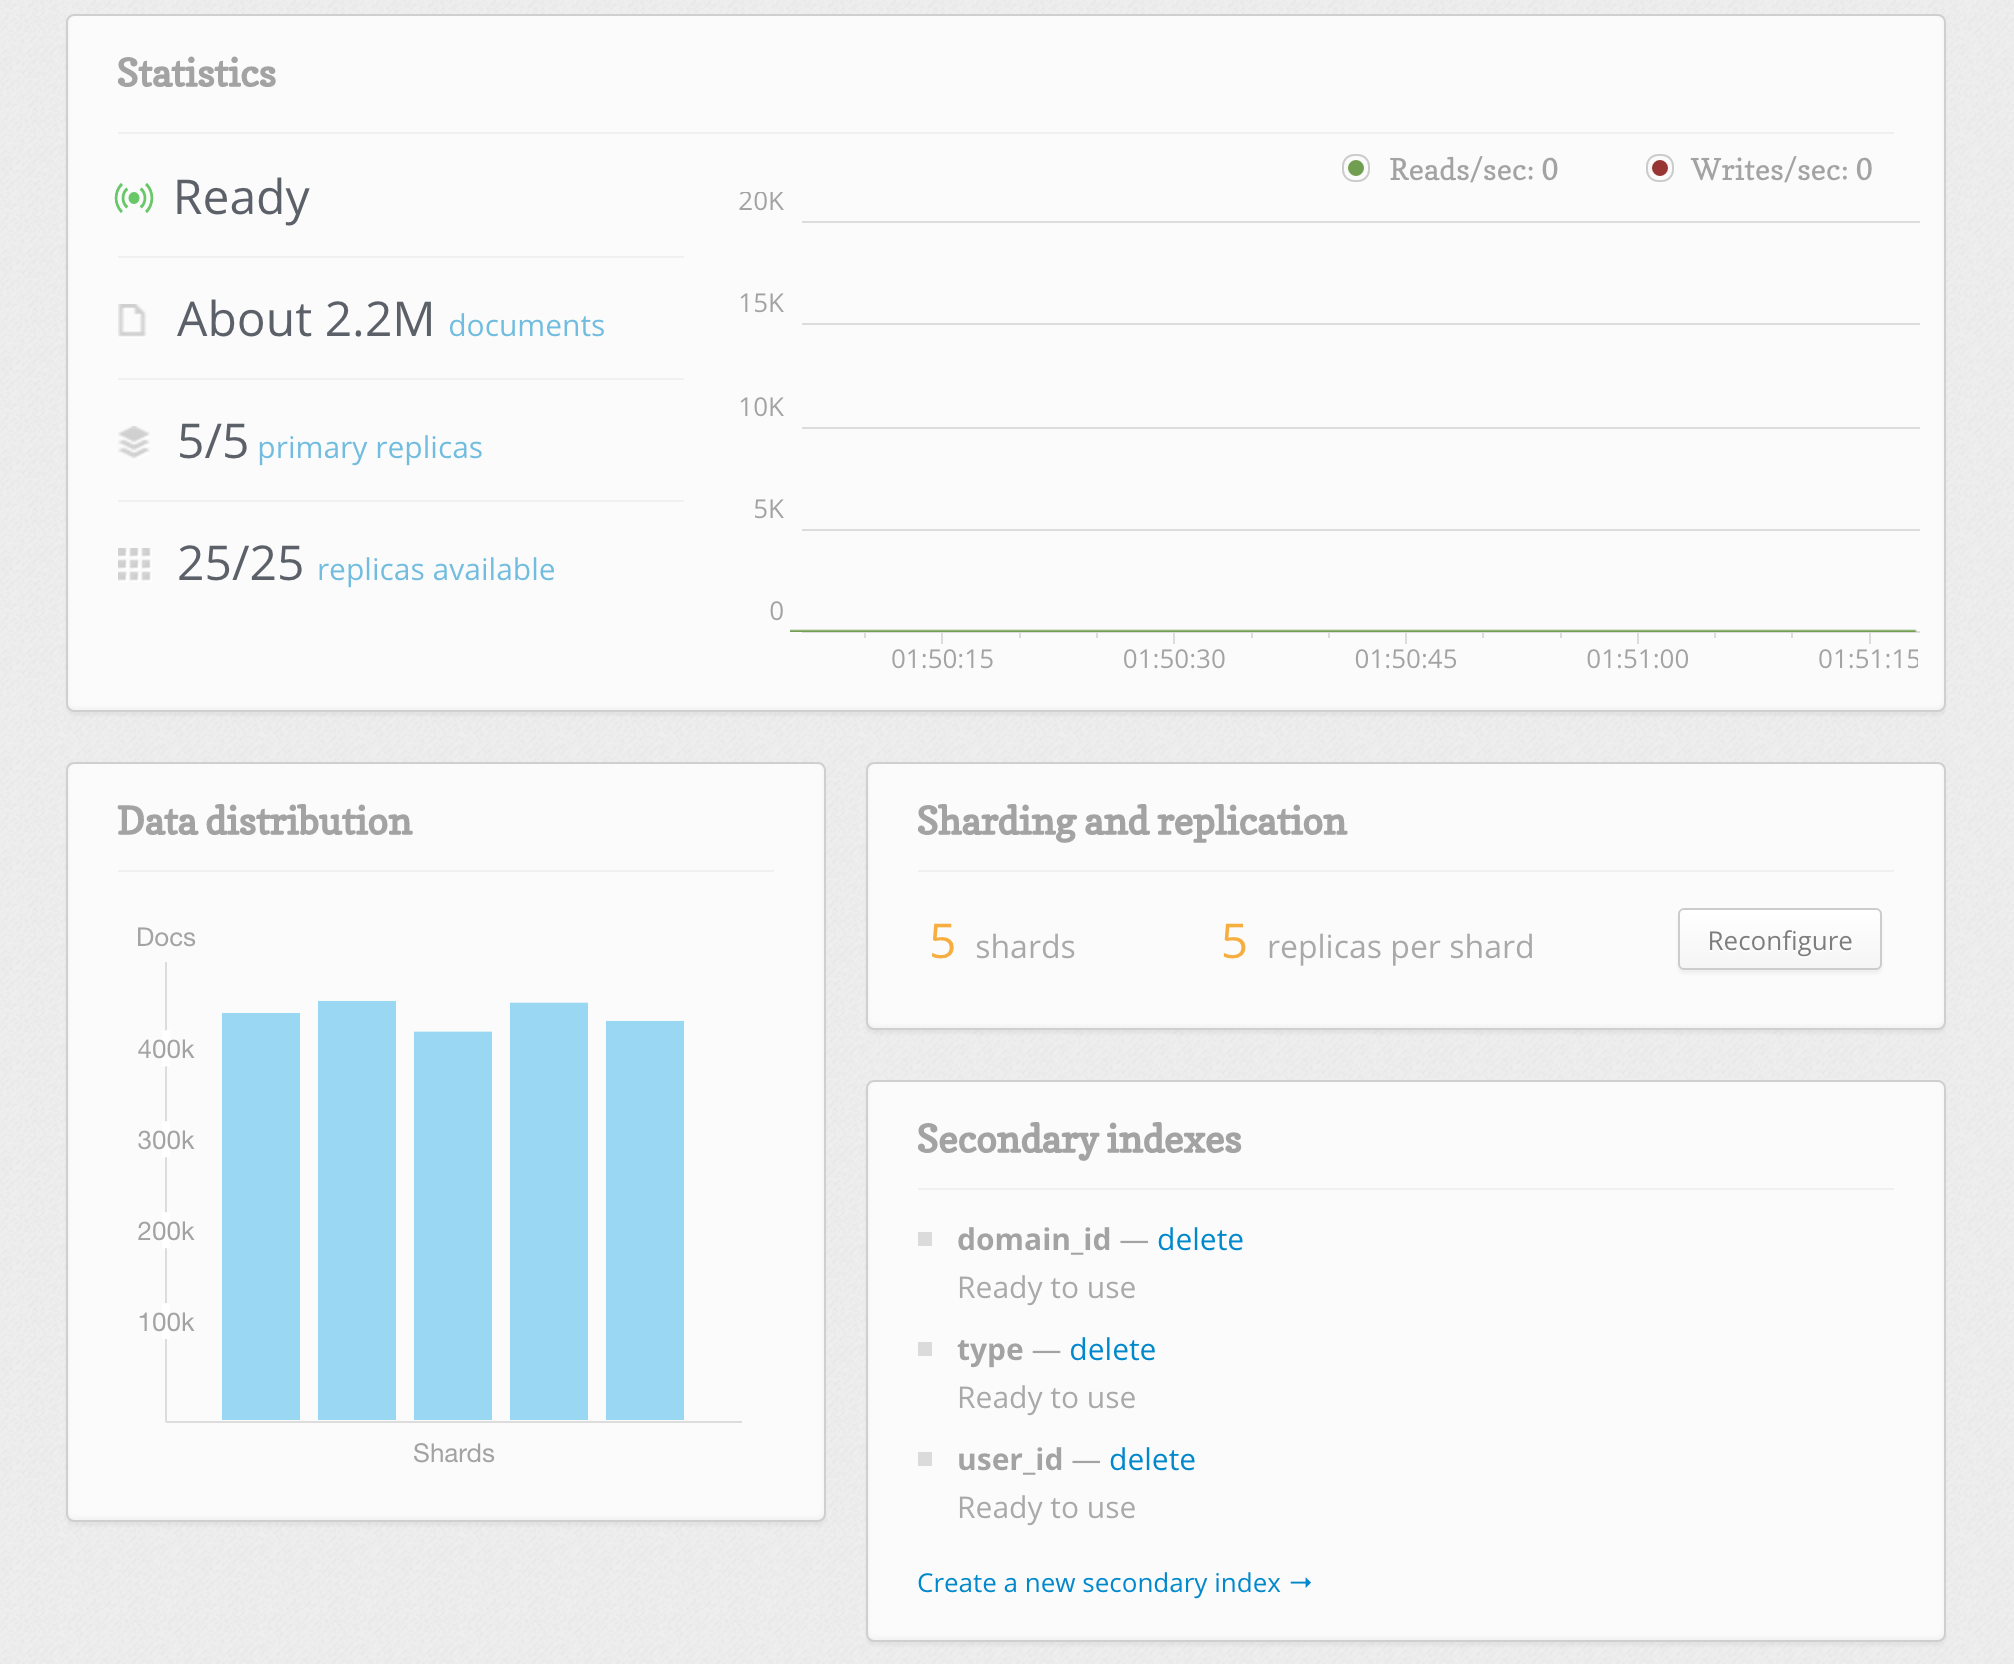 Statistics
Ready
About 2.2M documents
5/5 primary replicas
25/25 replicas available
Reads/sec: 0
Writes/sec: 0
20K
15K
10K
5K
0
01:50:15 01:50:30 01:50:45 01:51:00 01:51:15
Data distribution
Docs
400k
300k
200k
100k
Shards
Sharding and replication
5 shards
5 replicas per shard
Reconfigure
Secondary indexes
domain_id — delete
Ready to use
type — delete
Ready to use
user_id — delete
Ready to use
Create a new secondary index →